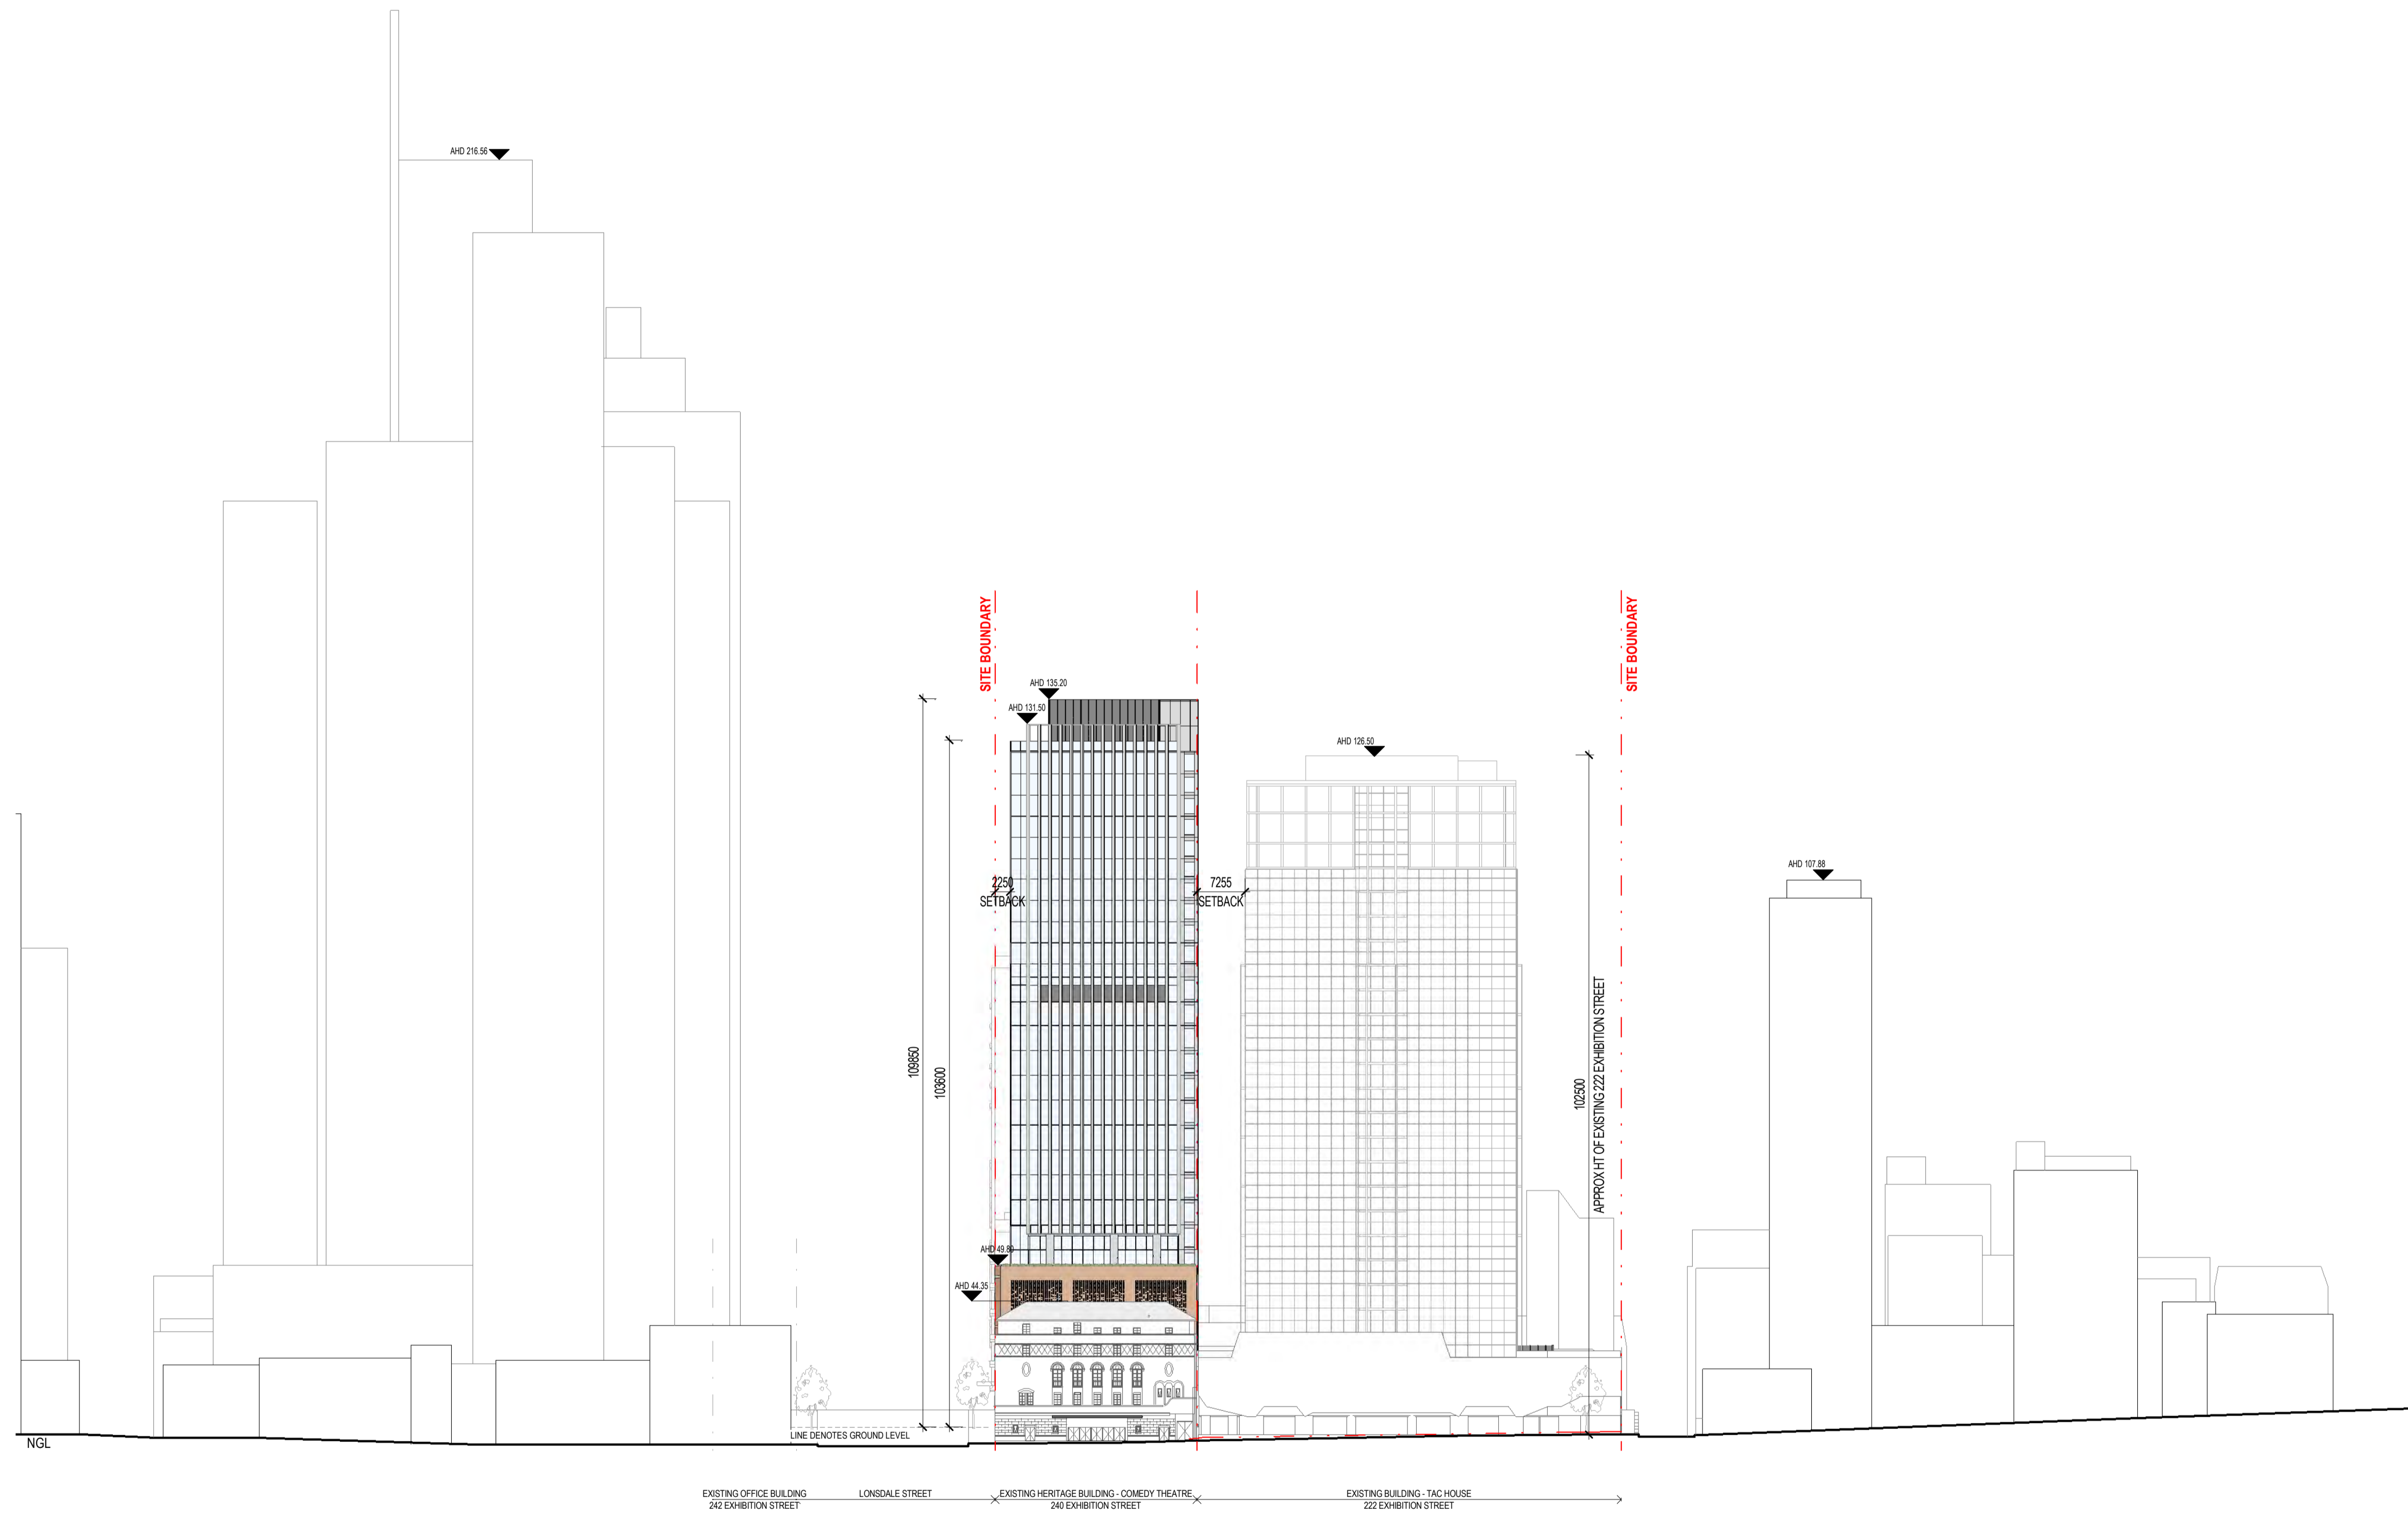 AHD 216.56
SITE BOUNDARY
SITE BOUNDARY
AHD 135.20
AHD 131.50
AHD 126.50
AHD 107.88
2250
SETBACK
7255
SETBACK
109850
103600
102500
APPROX HT OF EXISTING 222 EXHIBITION STREET
AHD 49.80
AHD 44.35
LINE DENOTES GROUND LEVEL
NGL
EXISTING OFFICE BUILDING
242 EXHIBITION STREET
LONSDALE STREET
EXISTING HERITAGE BUILDING - COMEDY THEATRE
240 EXHIBITION STREET
EXISTING BUILDING - TAC HOUSE
222 EXHIBITION STREET